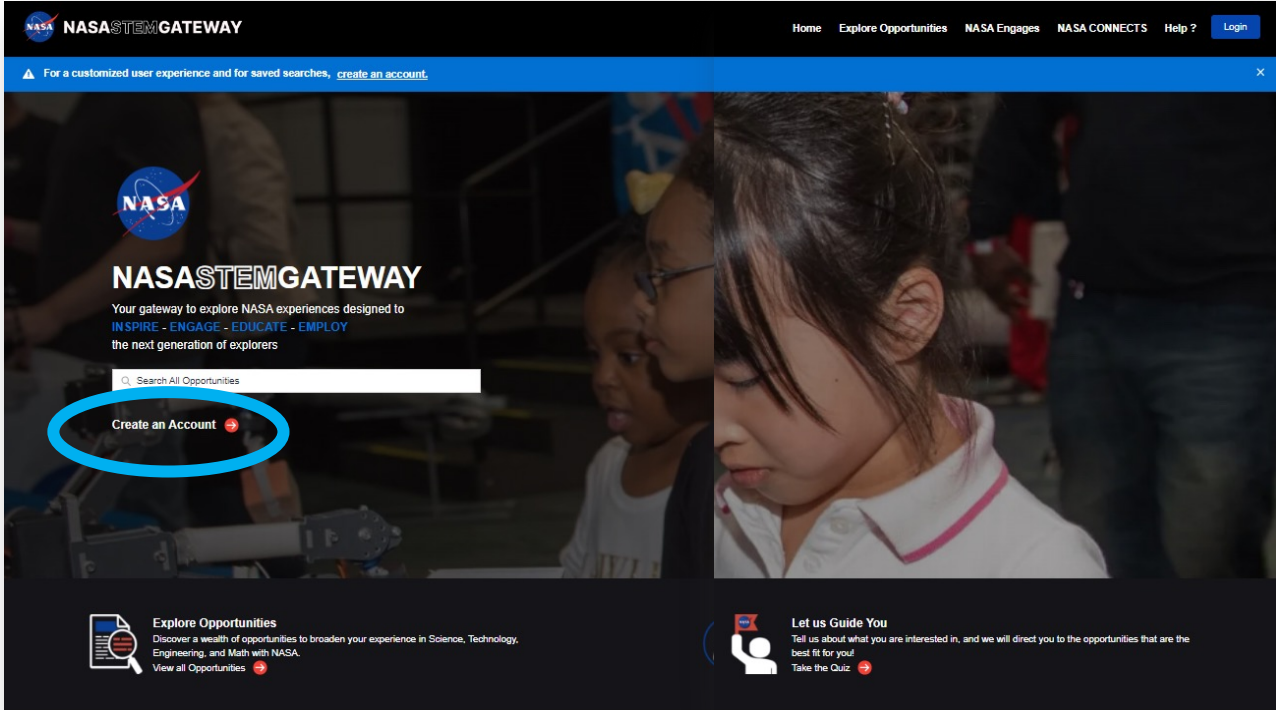 NASA NASASTEMGATEWAY
Home Explore Opportunities NASA Engages NASA CONNECTS Help ? Login
For a customized user experience and for saved searches, create an account.
NASA
NASASTEMGATEWAY
Your gateway to explore NASA experiences designed to
INSPIRE - ENGAGE - EDUCATE - EMPLOY
the next generation of explorers
Search All Opportunities
Create an Account
Explore Opportunities
Discover a wealth of opportunities to broaden your experience in Science, Technology,
Engineering, and Math with NASA.
View all Opportunities
NASA
Let us Guide You
Tell us about what you are interested in, and we will direct you to the opportunities that are the
best fit for you!
Take the Quiz